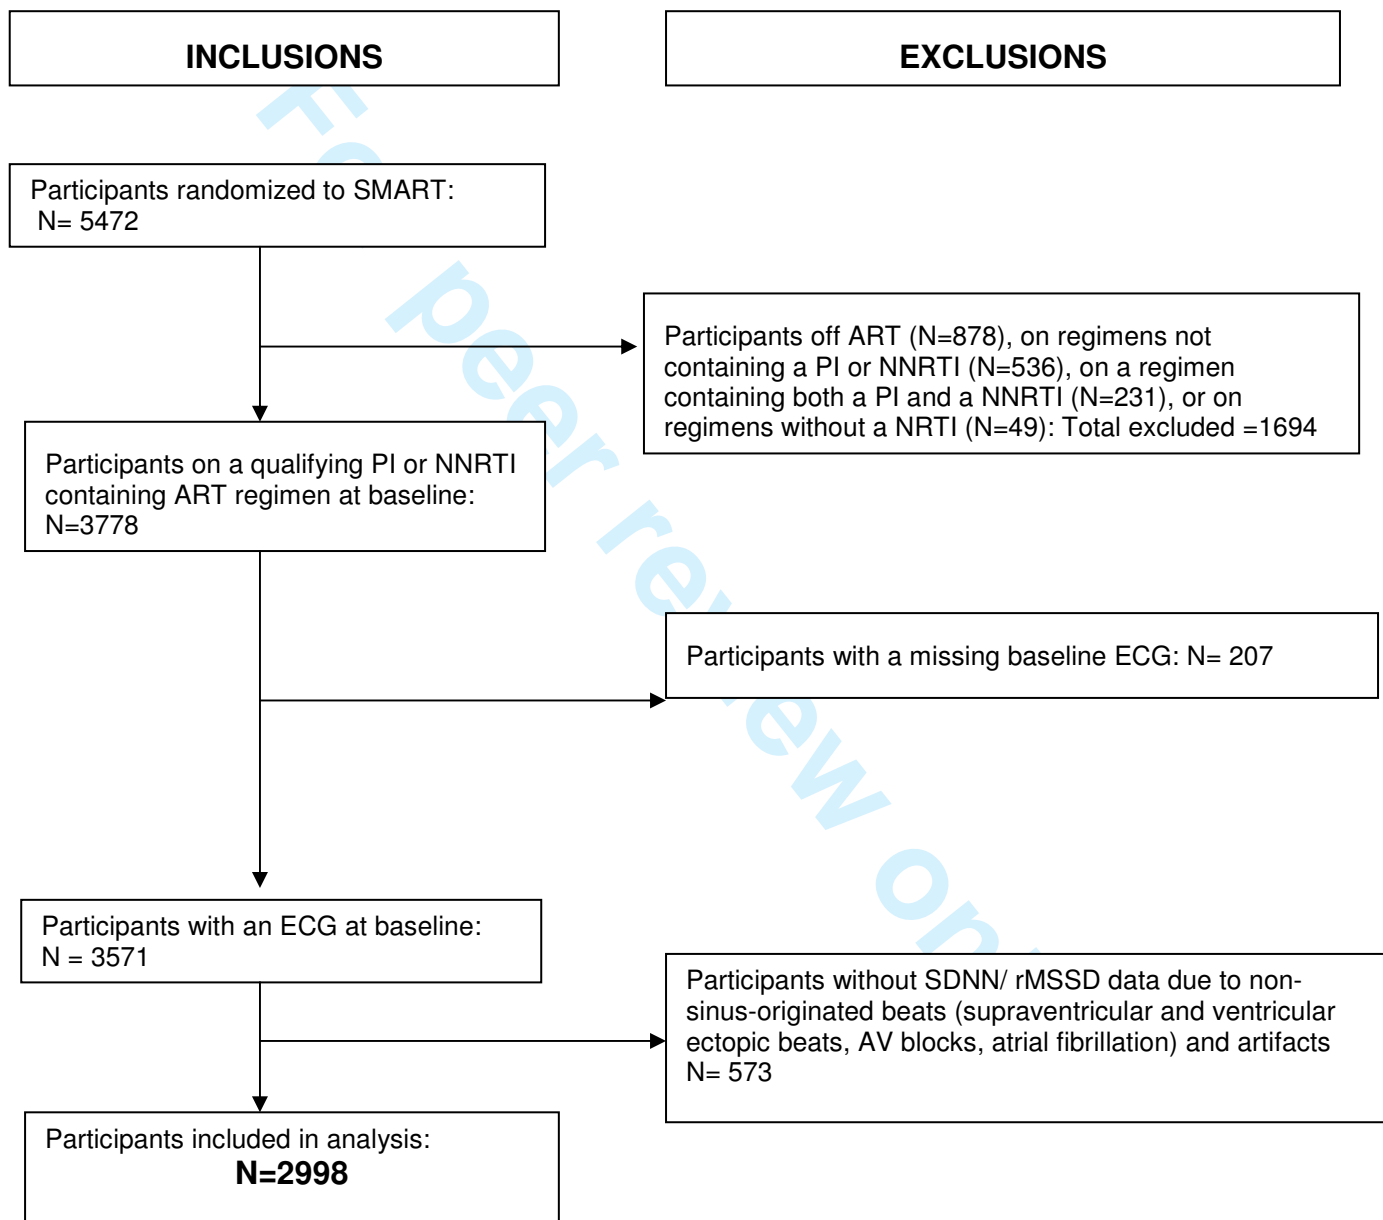 INCLUSIONS
EXCLUSIONS
Participants randomized to SMART:
N= 5472
Participants off ART (N=878), on regimens not
containing a PI or NNRTI (N=536), on a regimen
containing both a PI and a NNRTI (N=231), or on
regimens without a NRTI (N=49): Total excluded =1694
Participants on a qualifying PI or NNRTI
containing ART regimen at baseline:
N=3778
Participants with a missing baseline ECG: N= 207
Participants with an ECG at baseline:
N = 3571
Participants without SDNN/ rMSSD data due to non-
sinus-originated beats (supraventricular and ventricular
ectopic beats, AV blocks, atrial fibrillation) and artifacts
N= 573
Participants included in analysis:
N=2998
For peer review only